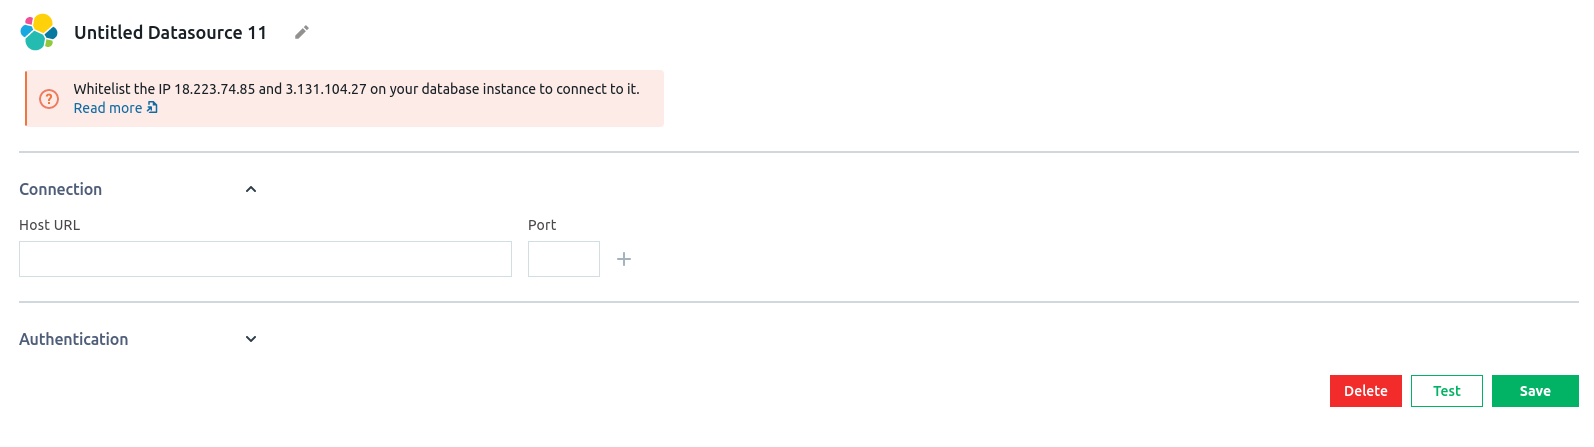 Untitled Datasource 11
Whitelist the IP 18.223.74.85 and 3.131.104.27 on your database instance to connect to it.
Read more
Connection
Host URL
Port
Authentication
Delete
Test
Save